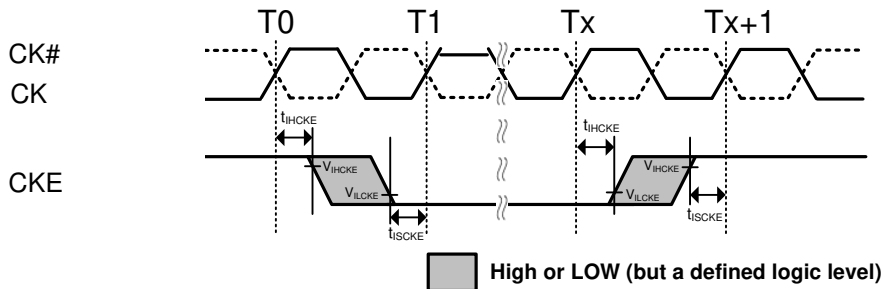 T0 T1 Tx Tx+1
CK#
CK
tIHCKE tIHCKE
VIHCKE VIHCKE
CKE
VILCKE VILCKE
tISCKE tISCKE
High or LOW (but a defined logic level)